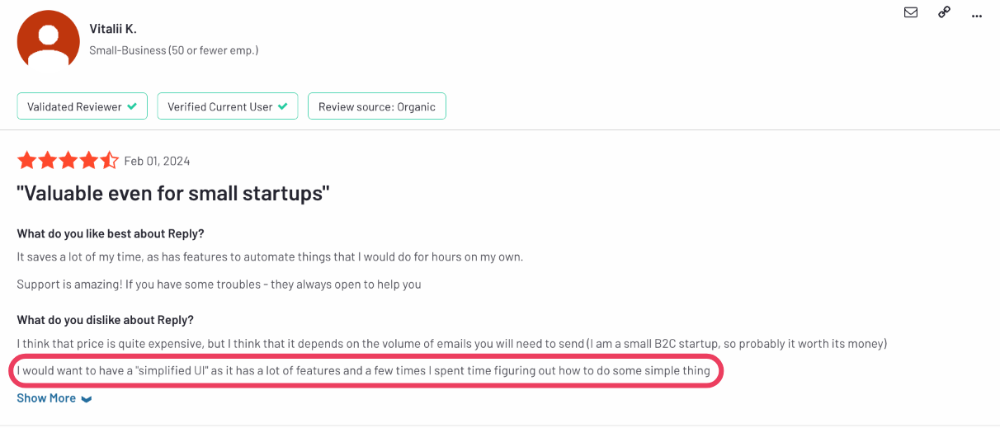 Vitalii K.
Small-Business (50 or fewer emp.)
Validated Reviewer
Verified Current User
Review source: Organic
Feb 01, 2024
"Valuable even for small startups"
What do you like best about Reply?
It saves a lot of my time, as has features to automate things that I would do for hours on my own.
Support is amazing! If you have some troubles - they always open to help you
What do you dislike about Reply?
I think that price is quite expensive, but I think that it depends on the volume of emails you will need to send (I am a small B2C startup, so probably it worth its money)
I would want to have a "simplified UI" as it has a lot of features and a few times I spent time figuring out how to do some simple thing
Show More